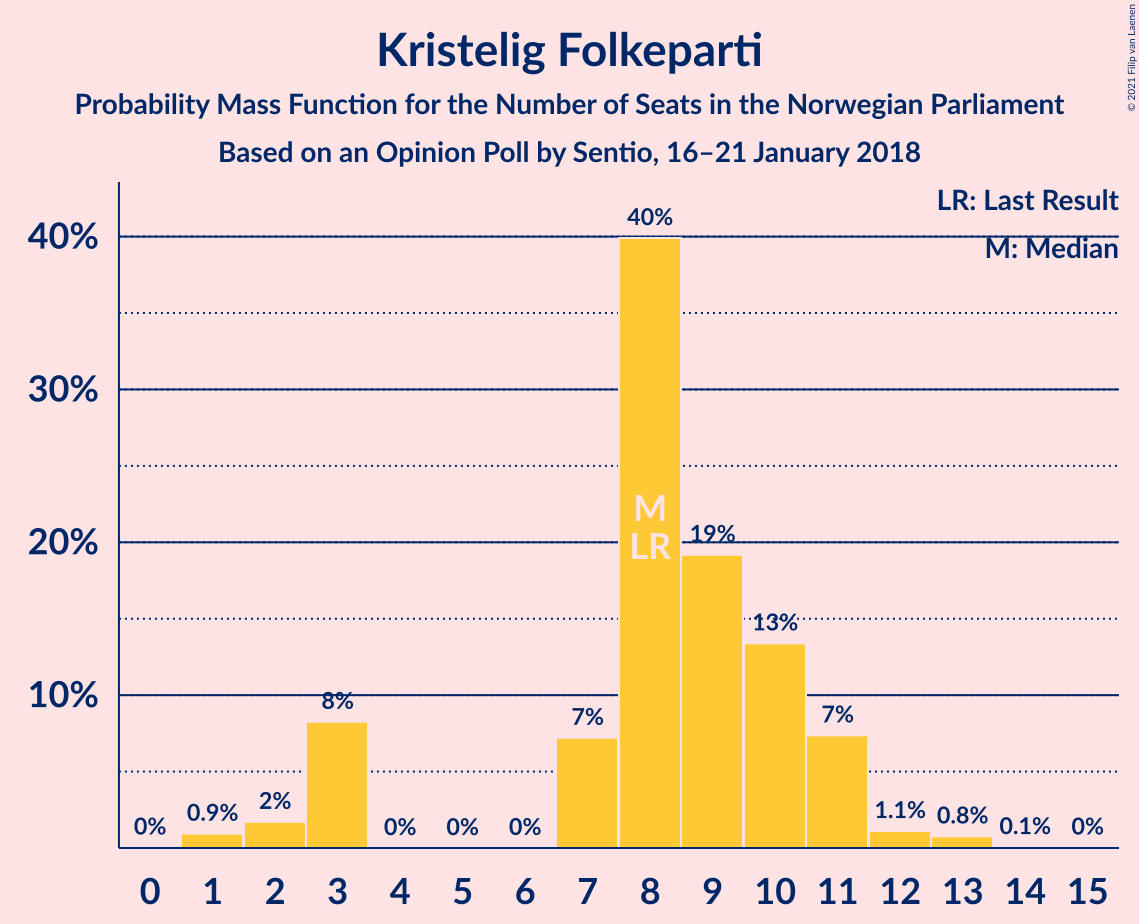 Kristelig Folkeparti
Probability Mass Function for the Number of Seats in the Norwegian Parliament
Based on an Opinion Poll by Sentio, 16–21 January 2018
© 2021 Filip van Laenen
LR: Last Result
M: Median
40%
30%
20%
10%
0%
0.9%
2%
8%
0%
0%
0%
7%
40%
19%
13%
7%
1.1%
0.8%
0.1%
0%
M
LR
0 1 2 3 4 5 6 7 8 9 10 11 12 13 14 15